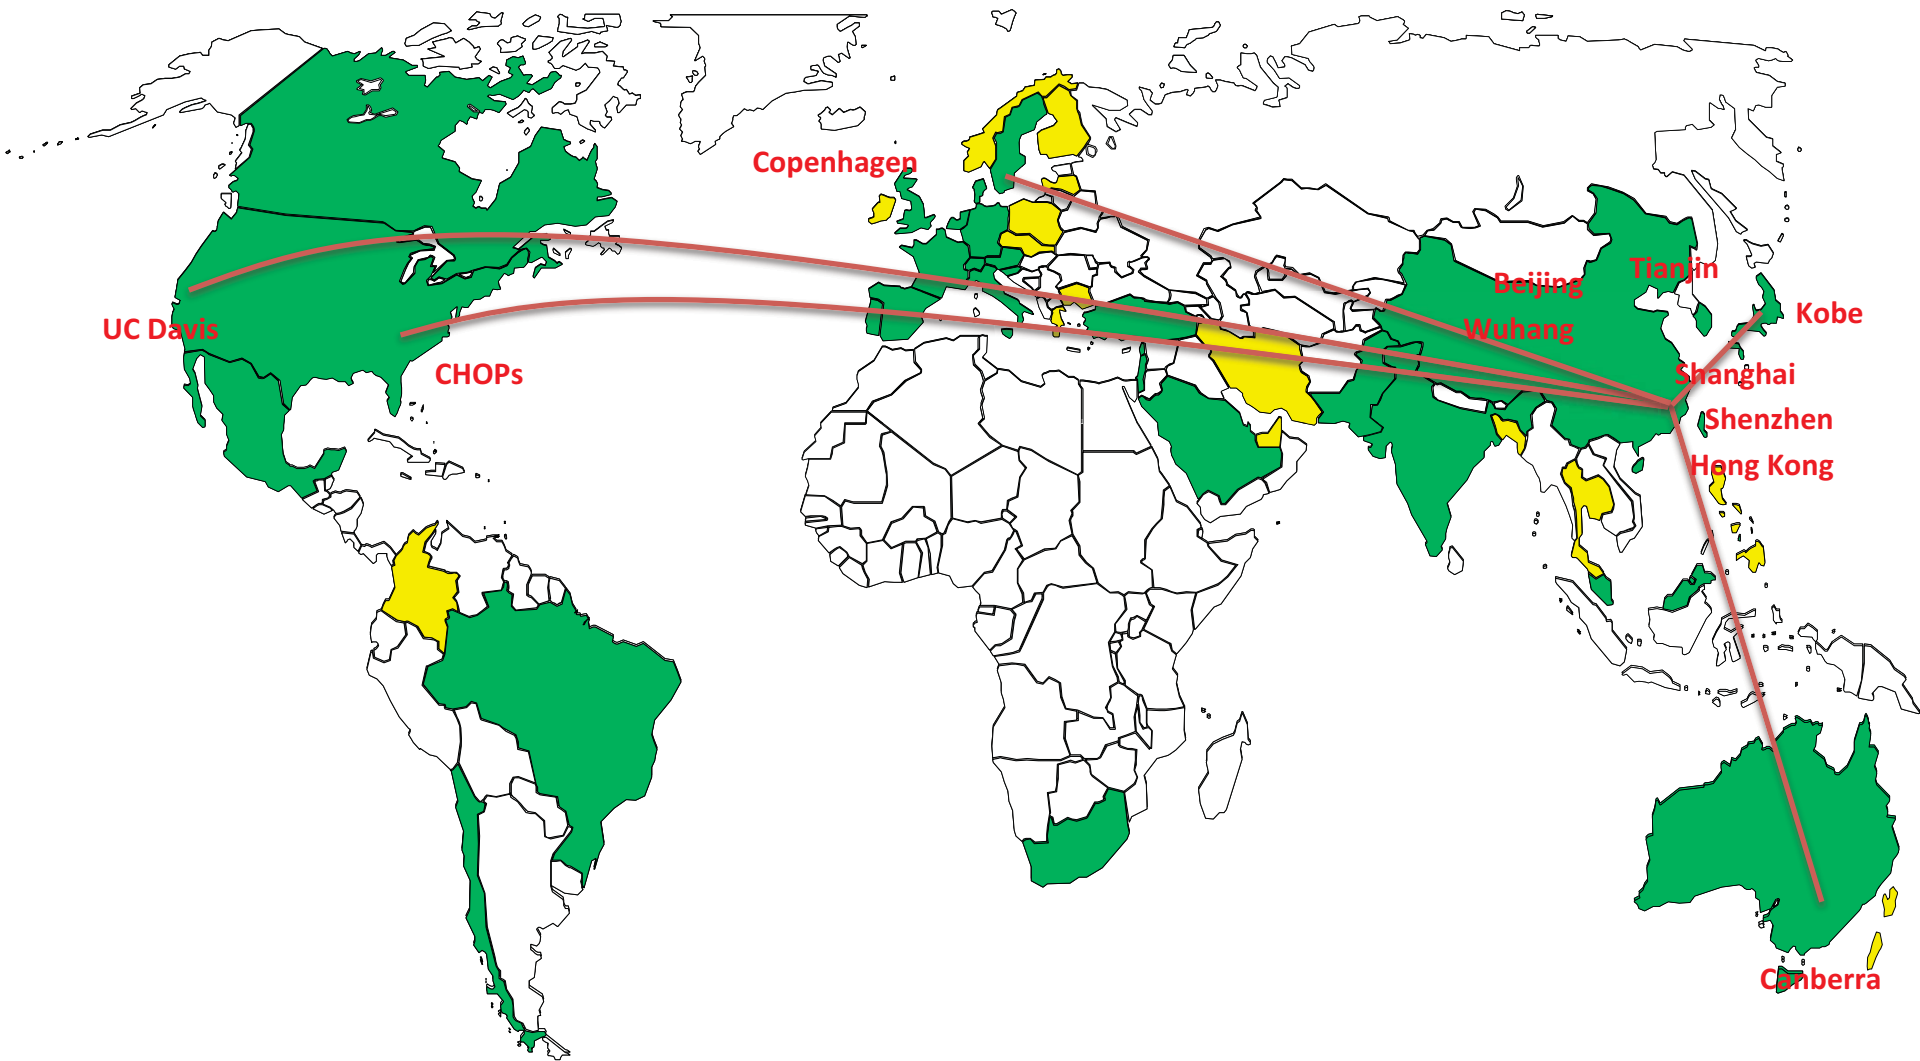 Copenhagen
Tianjin
Beijing
Kobe
UC Davis
Wuhang
CHOPs
Shanghai
Shenzhen
Hong Kong
Canberra